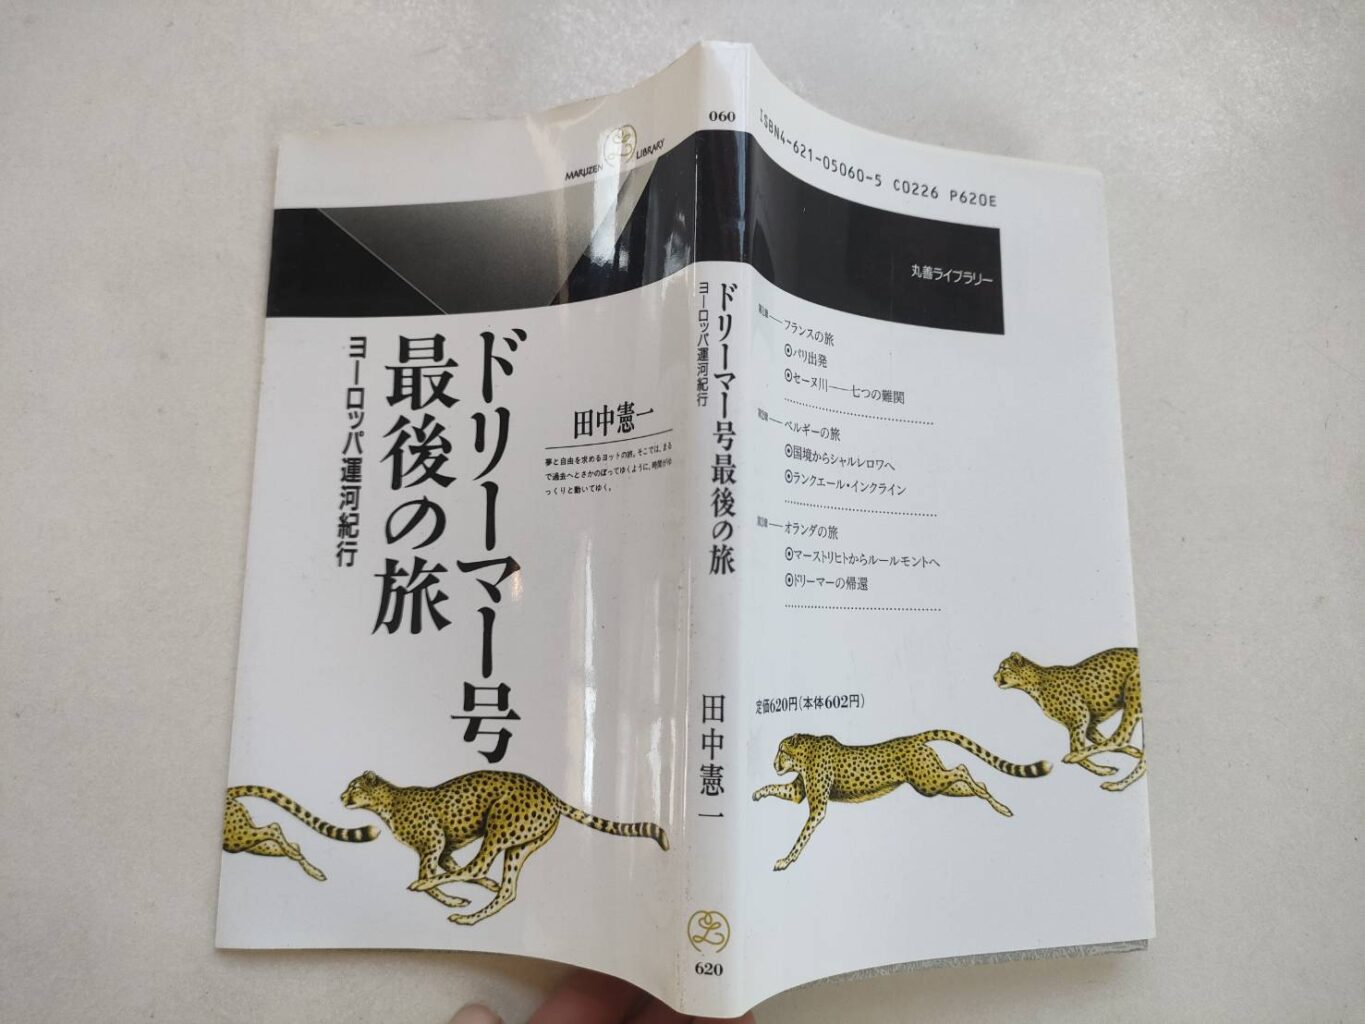 MARUZEN LIBRARY
ドリーマー号
最後の旅
ヨーロッパ運河紀行
田中憲一
夢と自由を求めるヨットの旅。そこでは、まる
で過去へとさかのぼってゆくように、時間がゆ
っくりと動いてゆく。
060
ドリーマー号最後の旅
ヨーロッパ運河紀行
田中憲一
620
ISBN4-621-05060-5 C0226 P620E
丸善ライブラリー
フランスの旅
パリ出発
セーヌ川——七つの難関
ベルギーの旅
国境からシャルレロワへ
ランクエール・インクライン
オランダの旅
マーストリヒトからルールモントへ
ドリーマーの帰還
定価620円(本体602円)